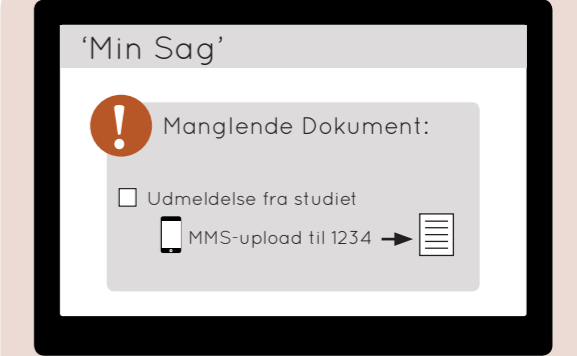 ‘Min Sag’
! Manglende Dokument:
Udmeldelse fra studiet
MMS-upload til 1234